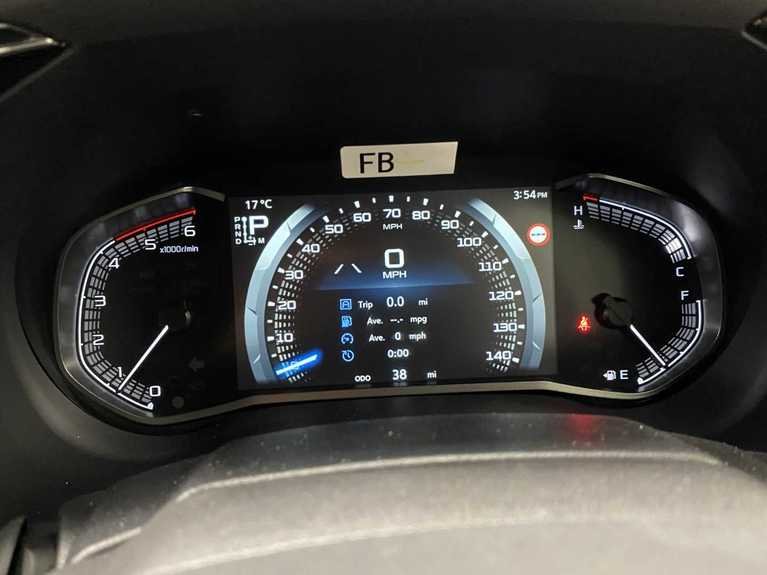 FB
17°C
3:54 PM
P
R
N
D
P
M
0
1
2
3
4
5
6
x1000r/min
10
20
30
40
50
60
70
80
90
100
110
120
130
140
MPH
0
MPH
Trip 0.0 mi
Ave. --.- mpg
Ave. 0 mph
0:00
ODO 38 mi
H
C
F
E